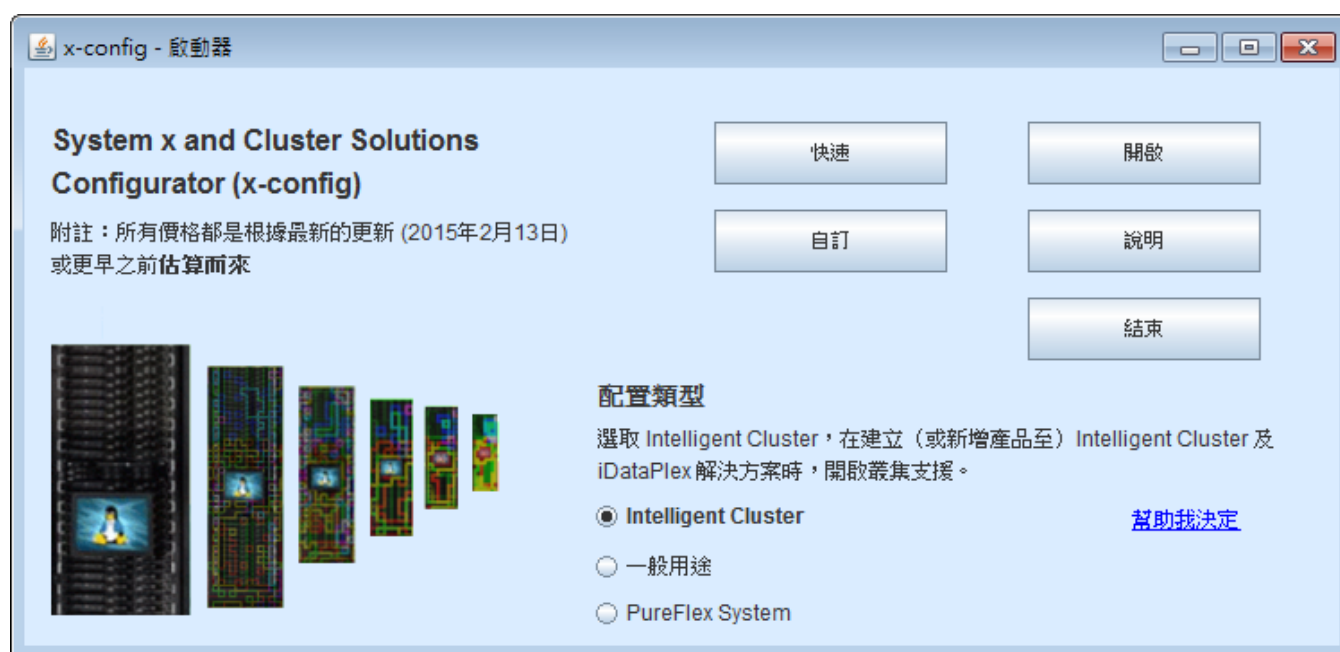 x-config - 啟動器
System x and Cluster Solutions
Configurator (x-config)
附註：所有價格都是根據最新的更新 (2015年2月13日)
或更早之前估算而來
快速
開啟
自訂
說明
結束
配置類型
選取 Intelligent Cluster，在建立（或新增產品至）Intelligent Cluster 及
iDataPlex 解決方案時，開啟叢集支援。
Intelligent Cluster
幫助我決定
一般用途
PureFlex System